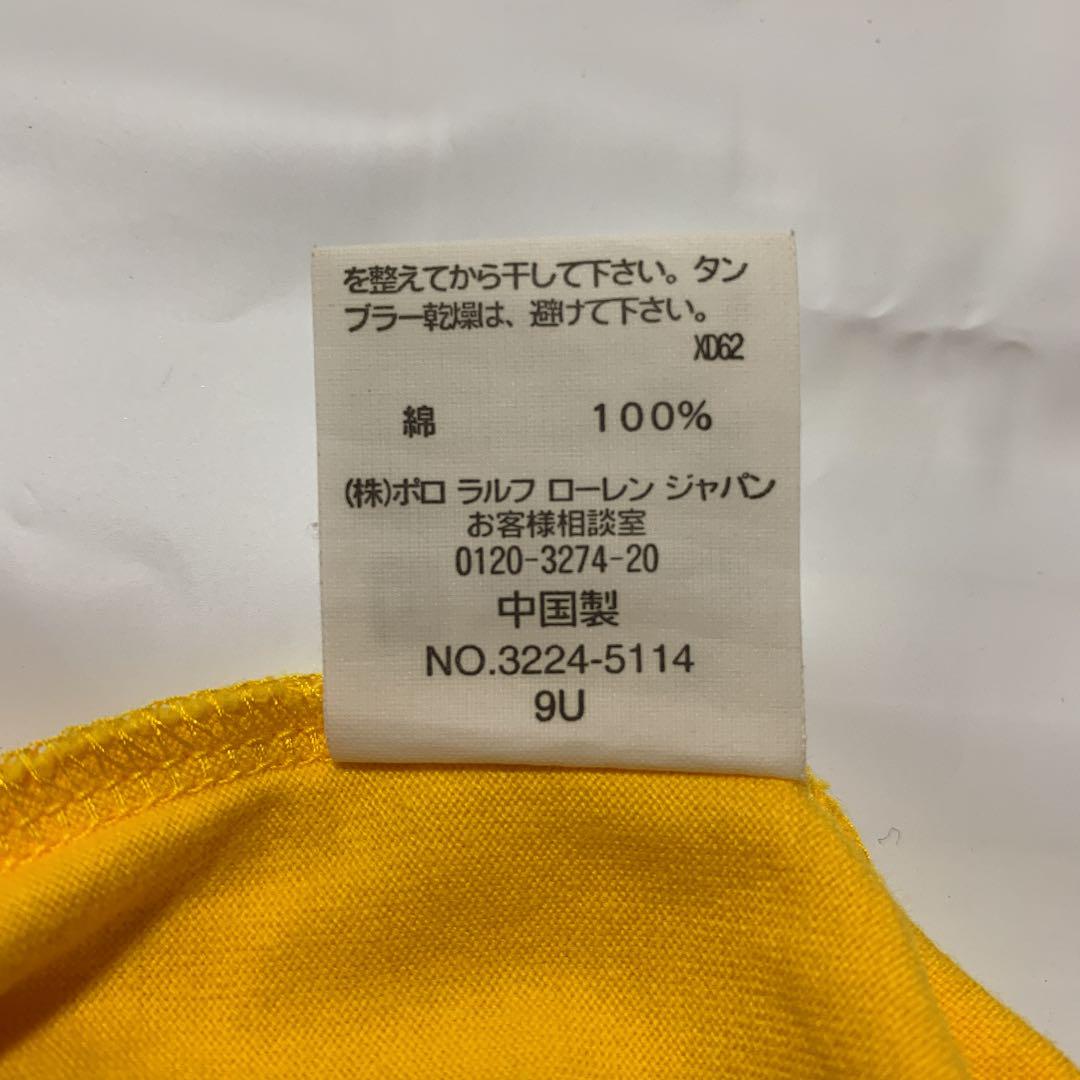 を整えてから干して下さい。タン
ブラー乾燥は、避けて下さい。
XD62
綿 100%
(株)ポロ ラルフ ローレン ジャパン
お客様相談室
0120-3274-20
中国製
NO.3224-5114
9U